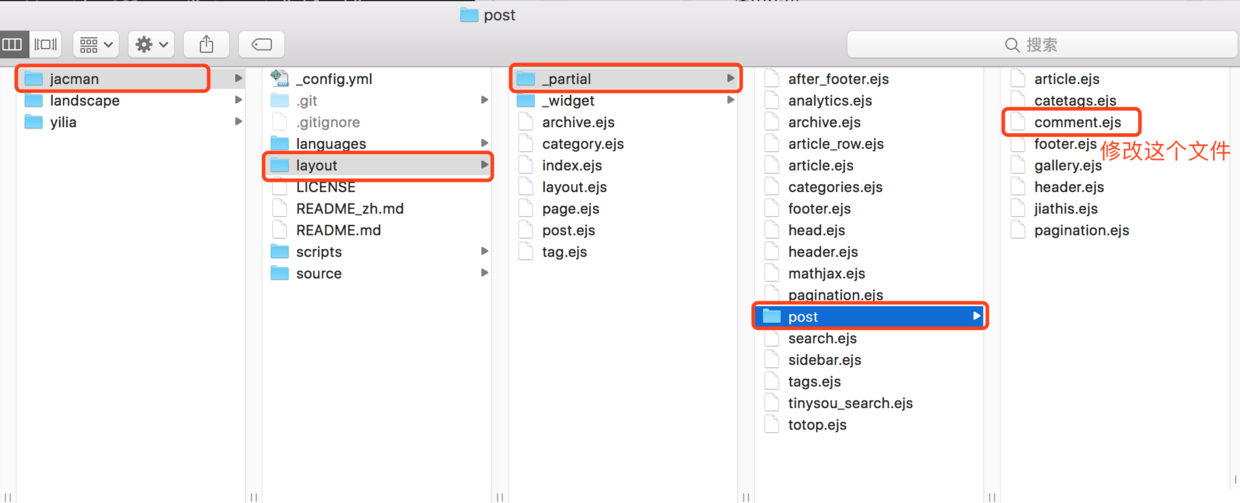 post
搜索
jacman
landscape
yilia
_config.yml
.git
.gitignore
languages
layout
LICENSE
README_zh.md
README.md
scripts
source
_partial
_widget
archive.ejs
category.ejs
index.ejs
layout.ejs
page.ejs
post.ejs
tag.ejs
after_footer.ejs
analytics.ejs
archive.ejs
article_row.ejs
article.ejs
categories.ejs
footer.ejs
head.ejs
header.ejs
mathjax.ejs
pagination.ejs
post
search.ejs
sidebar.ejs
tags.ejs
tinysou_search.ejs
totop.ejs
article.ejs
catetags.ejs
comment.ejs
footer.ejs
修改这个文件
gallery.ejs
header.ejs
jiathis.ejs
pagination.ejs